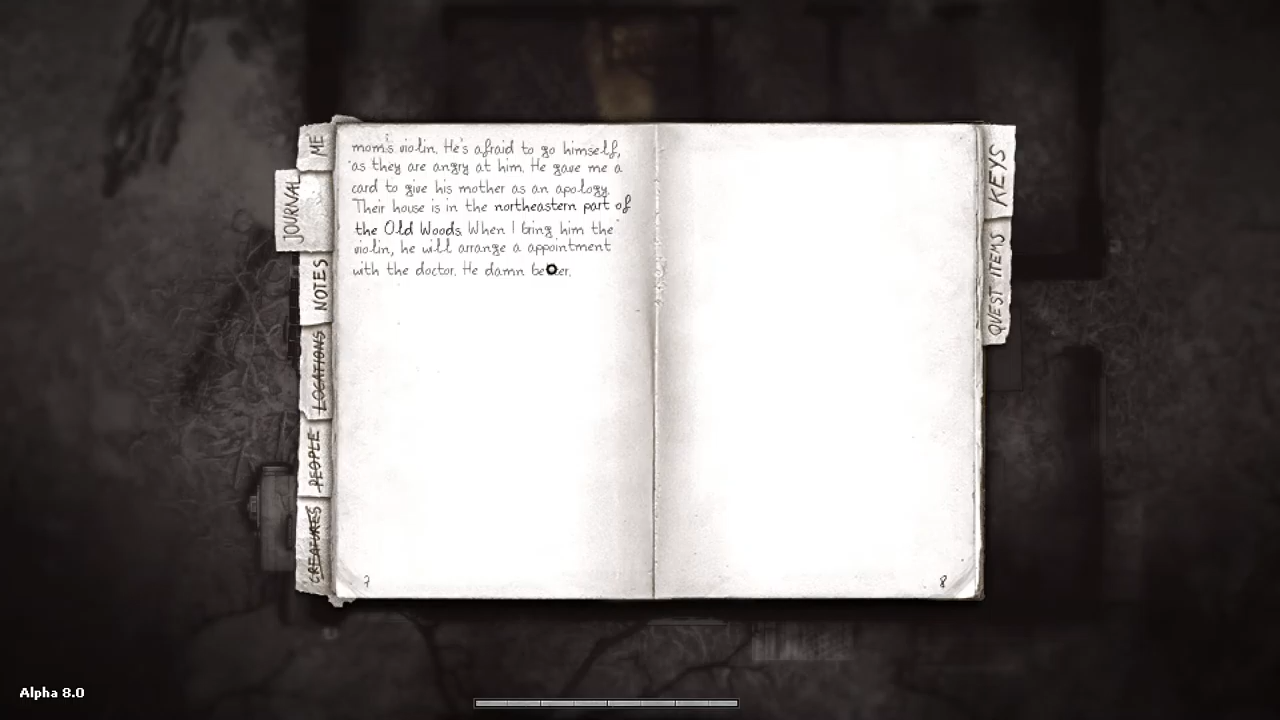 mom's violin. He's afraid to go himself,
as they are angry at him. He gave me a
card to give his mother as an apology.
Their house is in the northeastern part of
the Old Woods. When I bring him the
violin, he will arrange a appointment
with the doctor. He damn better.
7
8
ME
JOURNAL
NOTES
LOCATIONS
PEOPLE
CREATURES
KEYS
QUEST ITEMS
Alpha 8.0